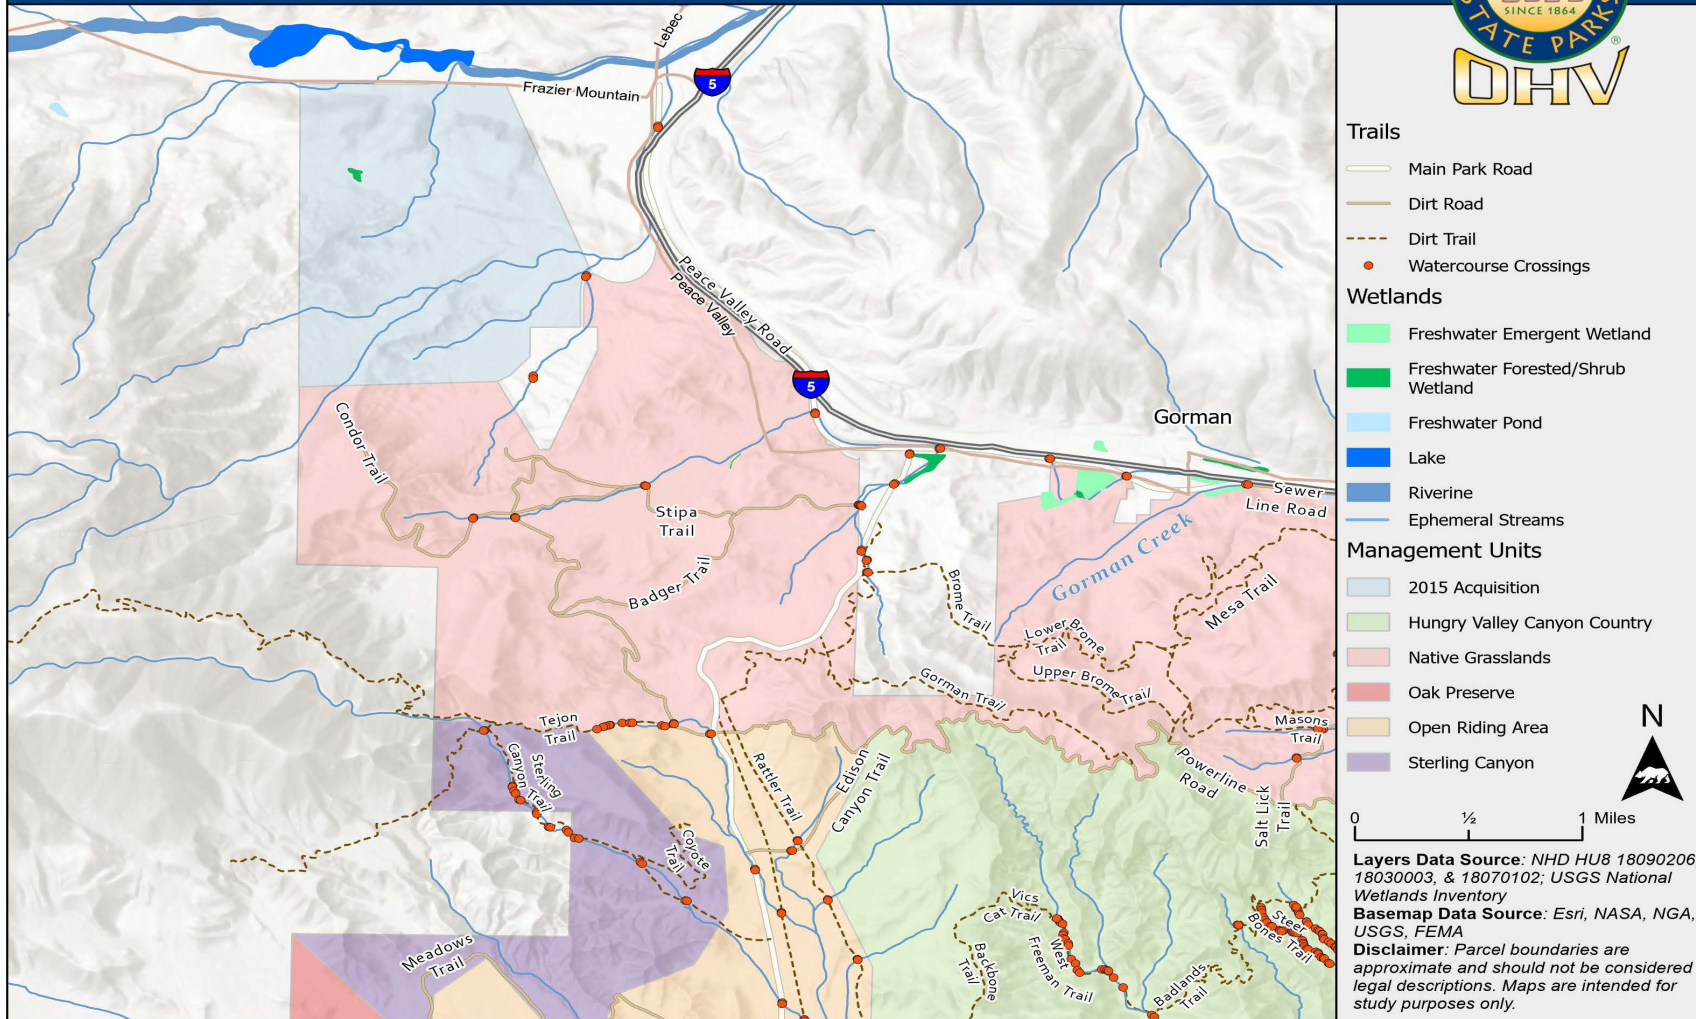 SINCE 1864
STATE PARKS
®
OHV
Lebec
5
Frazier Mountain
Peace Valley Road
Peace Valley
5
Gorman
Condor Trail
Sewer
Line Road
Stipa
Trail
Gorman Creek
Badger Trail
Brome Trail
Mesa Trail
Lower Brome
Trail
Upper Brome Trail
Gorman Trail
Tejon
Trail
Masons
Trail
Sterling
Canyon
Trail
Rattler Trail
Edison
Canyon Trail
Powerline
Road
Salt Lick
Trail
Coyote
Trail
Vics
Cat Trail
West
Freeman Trail
Backbone
Trail
Steer
Bones Trail
Badlands
Trail
Meadows
Trail
Trails
Main Park Road
Dirt Road
Dirt Trail
Watercourse Crossings
Wetlands
Freshwater Emergent Wetland
Freshwater Forested/Shrub
Wetland
Freshwater Pond
Lake
Riverine
Ephemeral Streams
Management Units
2015 Acquisition
Hungry Valley Canyon Country
Native Grasslands
Oak Preserve
Open Riding Area
Sterling Canyon
N
0 ½ 1 Miles
Layers Data Source: NHD HU8 18090206
18030003, & 18070102; USGS National
Wetlands Inventory
Basemap Data Source: Esri, NASA, NGA,
USGS, FEMA
Disclaimer: Parcel boundaries are
approximate and should not be considered
legal descriptions. Maps are intended for
study purposes only.